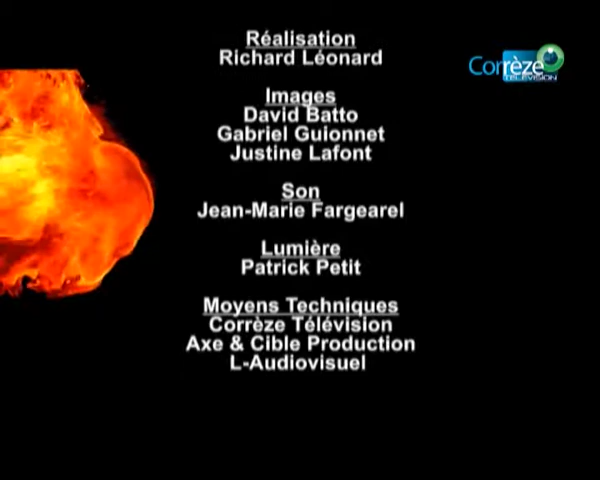 Réalisation
Richard Léonard
Corrèze
TÉLÉVISION
Images
David Batto
Gabriel Guionnet
Justine Lafont
Son
Jean-Marie Fargearel
Lumière
Patrick Petit
Moyens Techniques
Corrèze Télévision
Axe & Cible Production
L-Audiovisuel